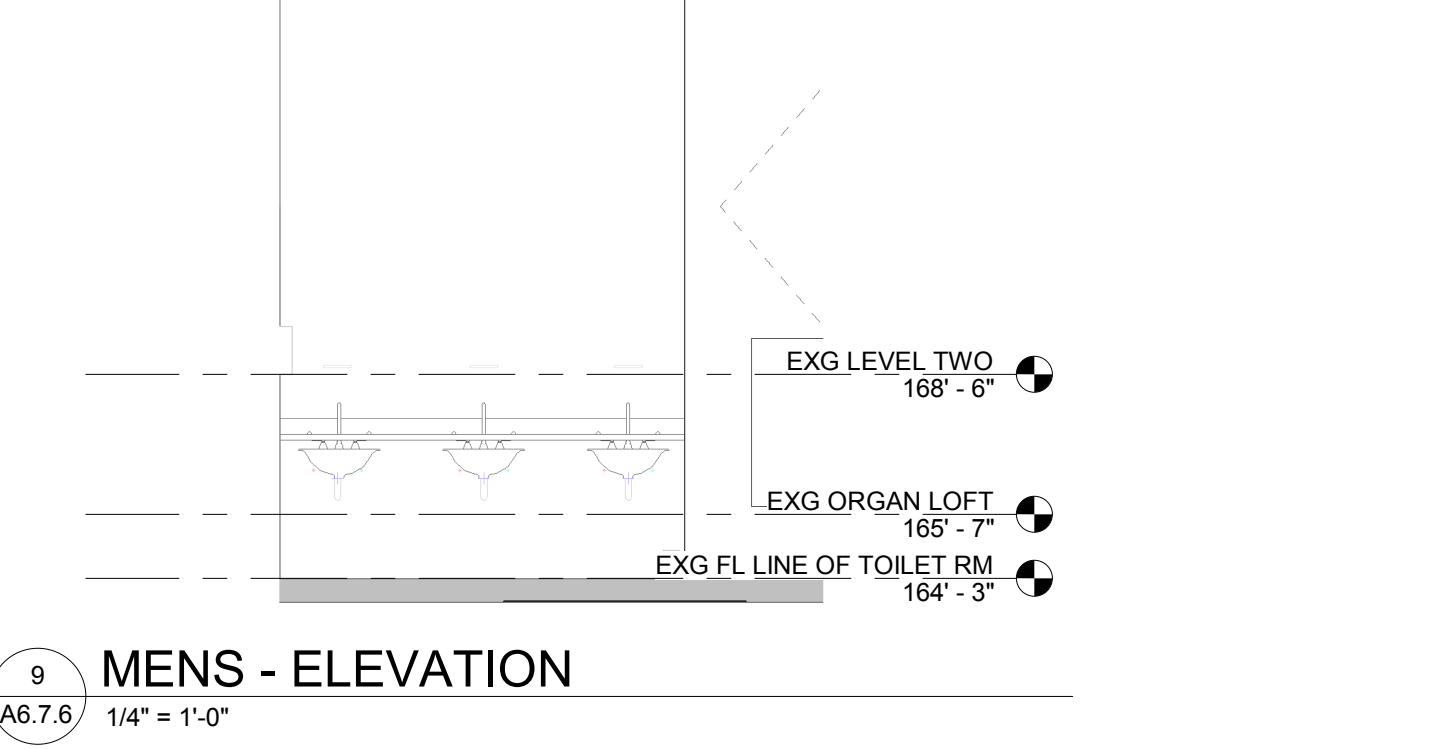 EXG LEVEL TWO
168' - 6"
EXG ORGAN LOFT
165' - 7"
EXG FL LINE OF TOILET RM
164' - 3"
9
MENS - ELEVATION
A6.7.6
1/4" = 1'-0"